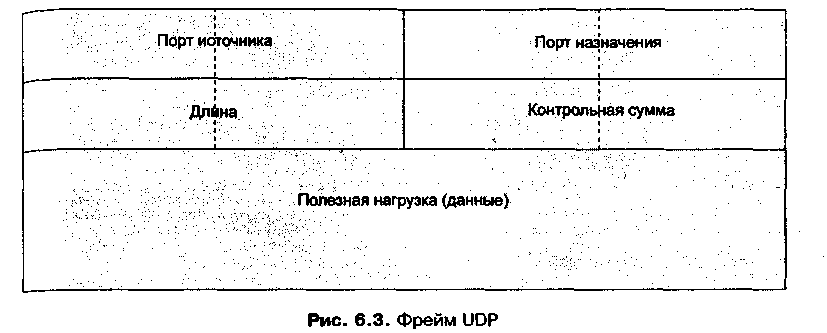 Порт источника
Порт назначения
Длина
Контрольная сумма
Полезная нагрузка (данные)
Рис. 6.3. Фрейм UDP